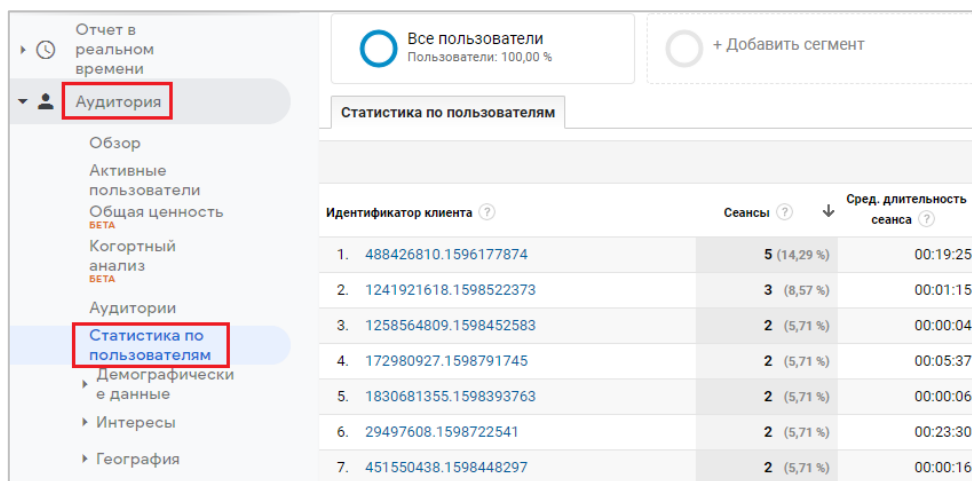 Отчет в
реальном
времени
Аудитория
Обзор
Активные
пользователи
Общая ценность
БЕТА
Когортный
анализ
БЕТА
Аудитории
Статистика по
пользователям
Демографически
е данные
Интересы
География
Все пользователи
Пользователи: 100,00 %
+ Добавить сегмент
Статистика по пользователям
Идентификатор клиента ? Сеансы ? Сред. длительность
сеанса ?
1. 488426810.1596177874 5 (14,29 %) 00:19:25
2. 1241921618.1598522373 3 (8,57 %) 00:01:15
3. 1258564809.1598452583 2 (5,71 %) 00:00:04
4. 172980927.1598791745 2 (5,71 %) 00:05:37
5. 1830681355.1598393763 2 (5,71 %) 00:00:06
6. 29497608.1598722541 2 (5,71 %) 00:23:30
7. 451550438.1598448297 2 (5,71 %) 00:00:16